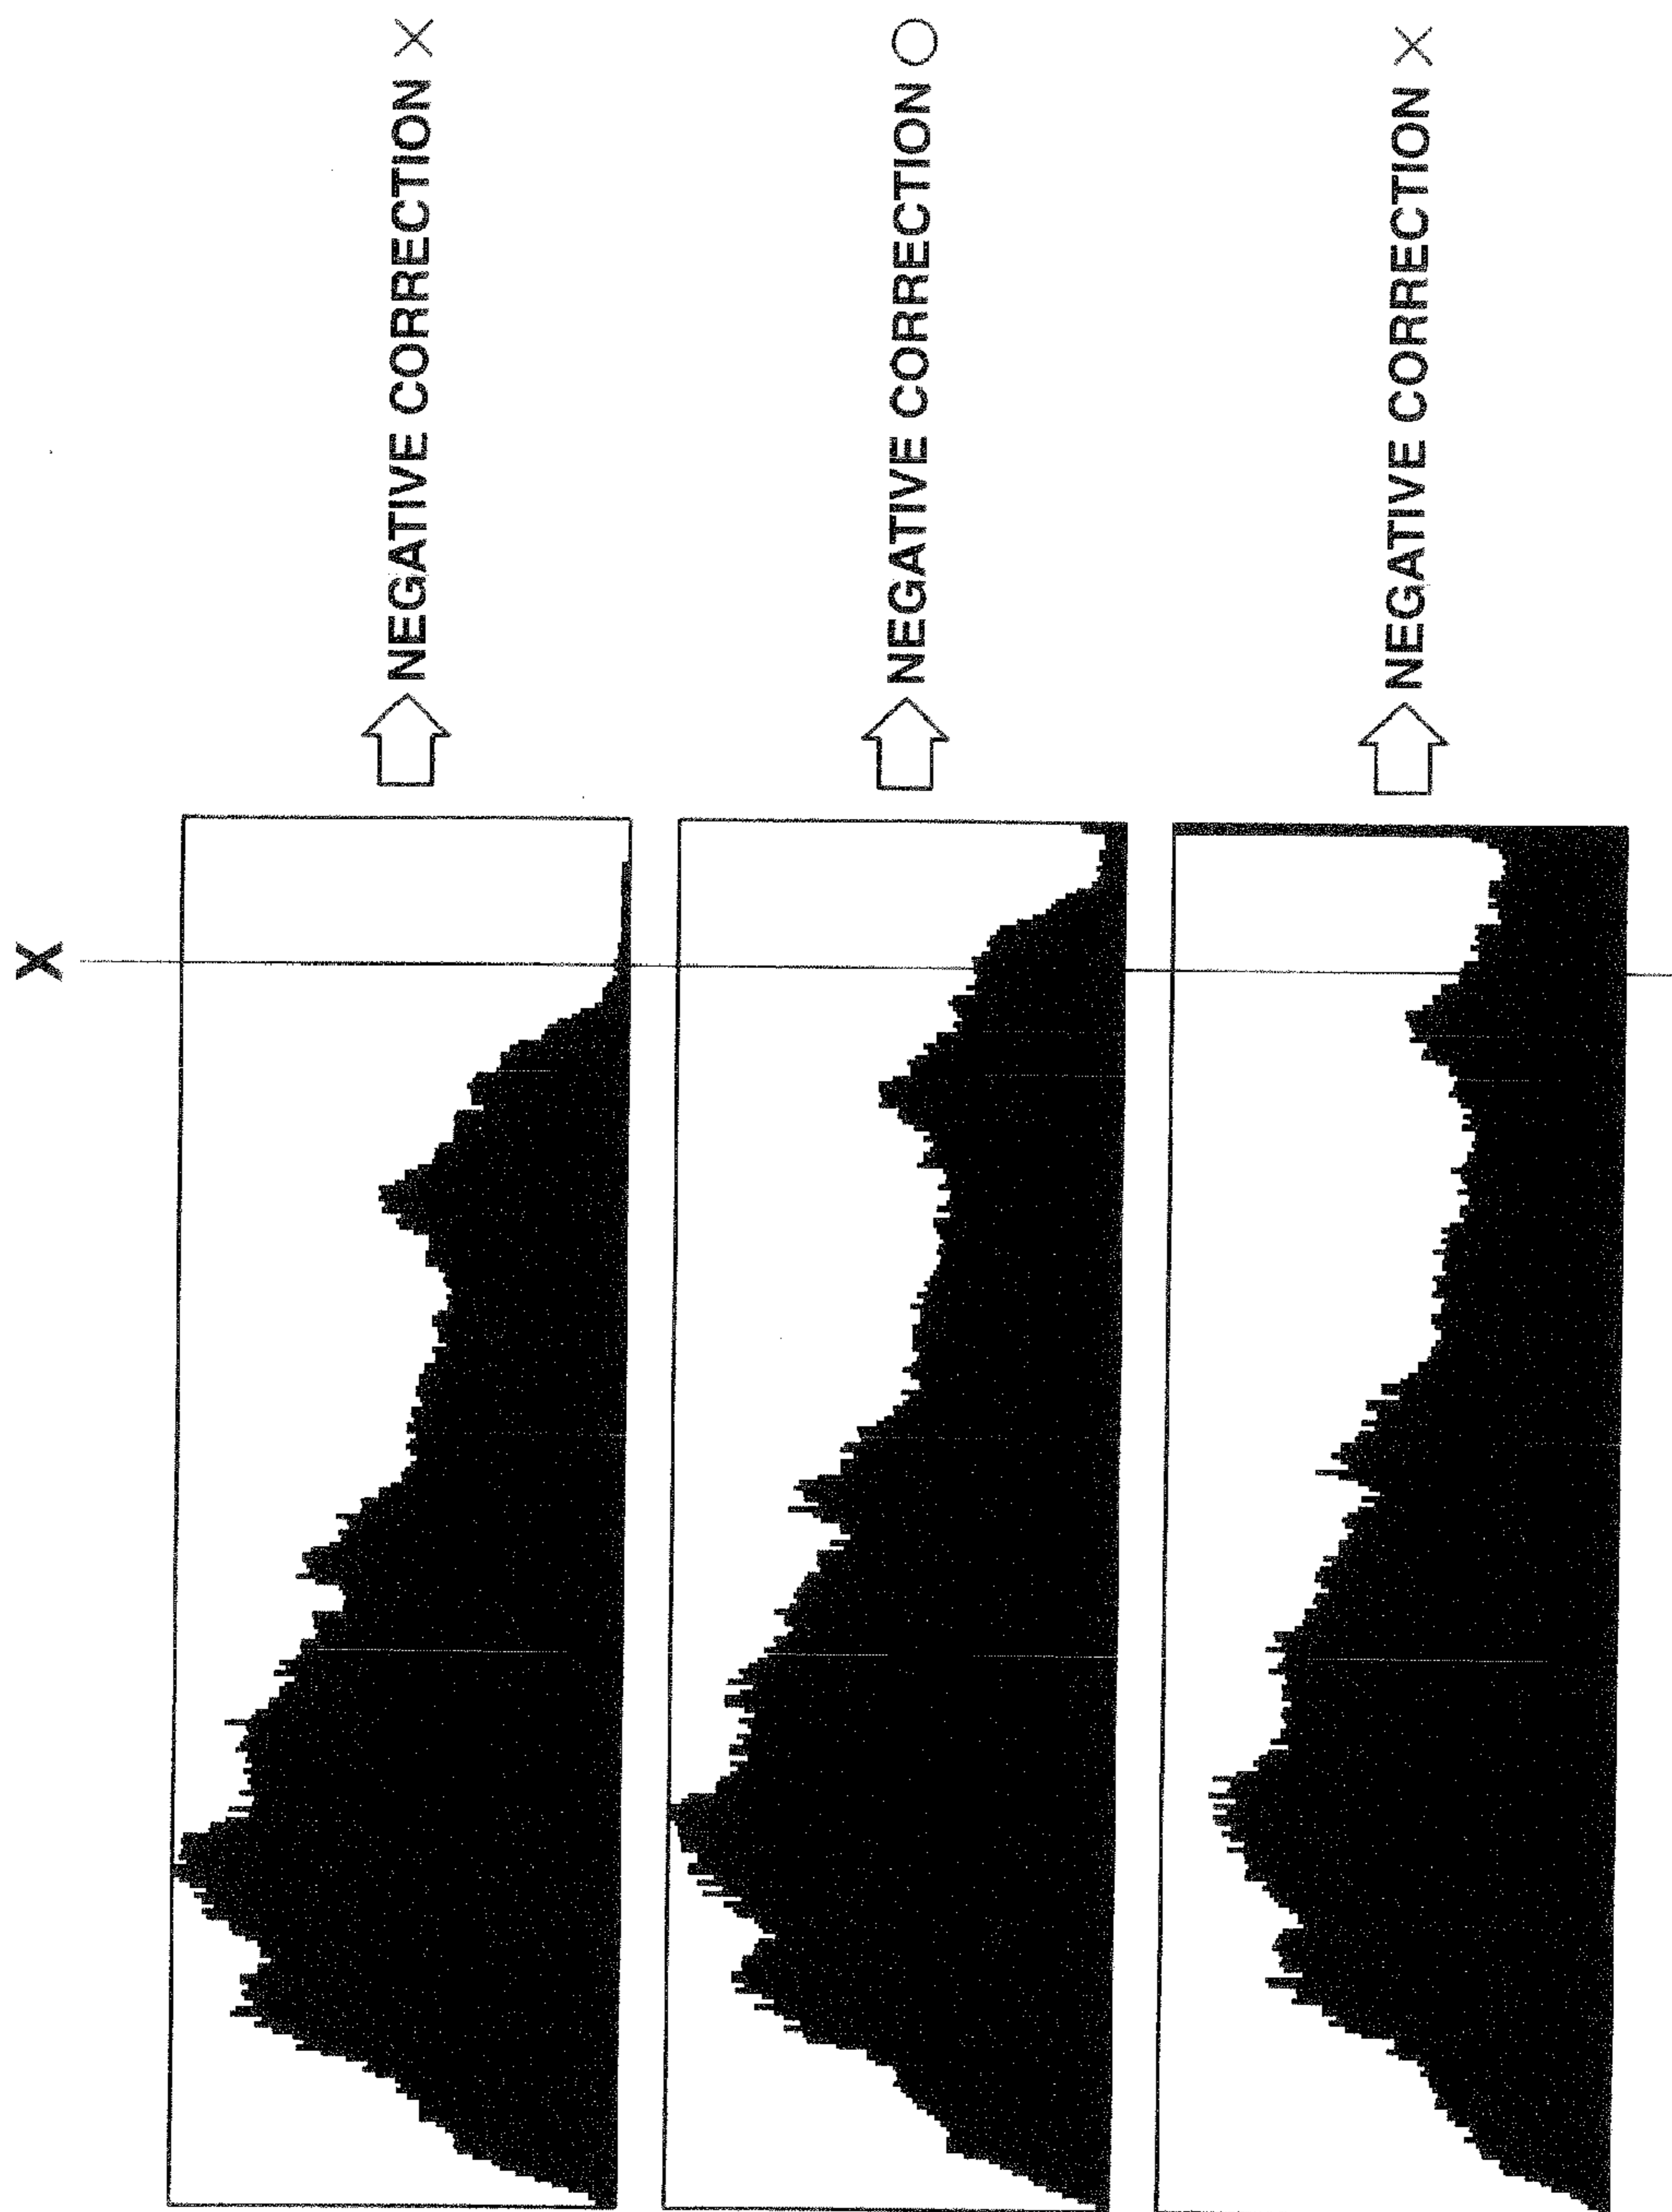 X
NEGATIVE CORRECTION ×
NEGATIVE CORRECTION ○
NEGATIVE CORRECTION ×